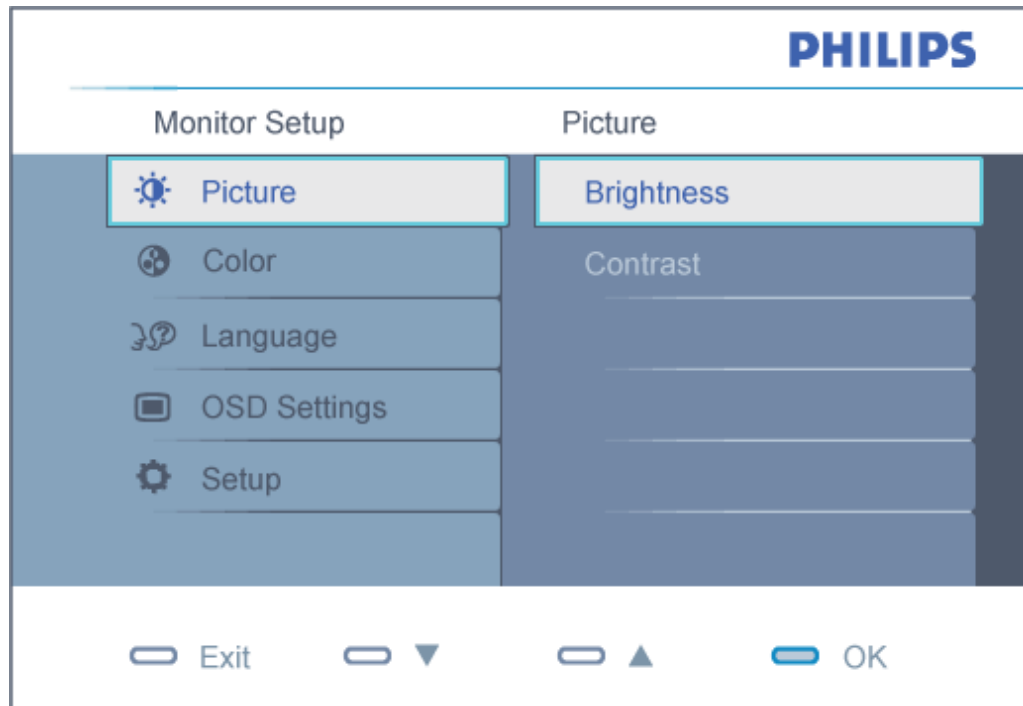 PHILIPS
Monitor Setup Picture
Picture Brightness
Color Contrast
Language
OSD Settings
Setup
Exit ▼ ▲ OK